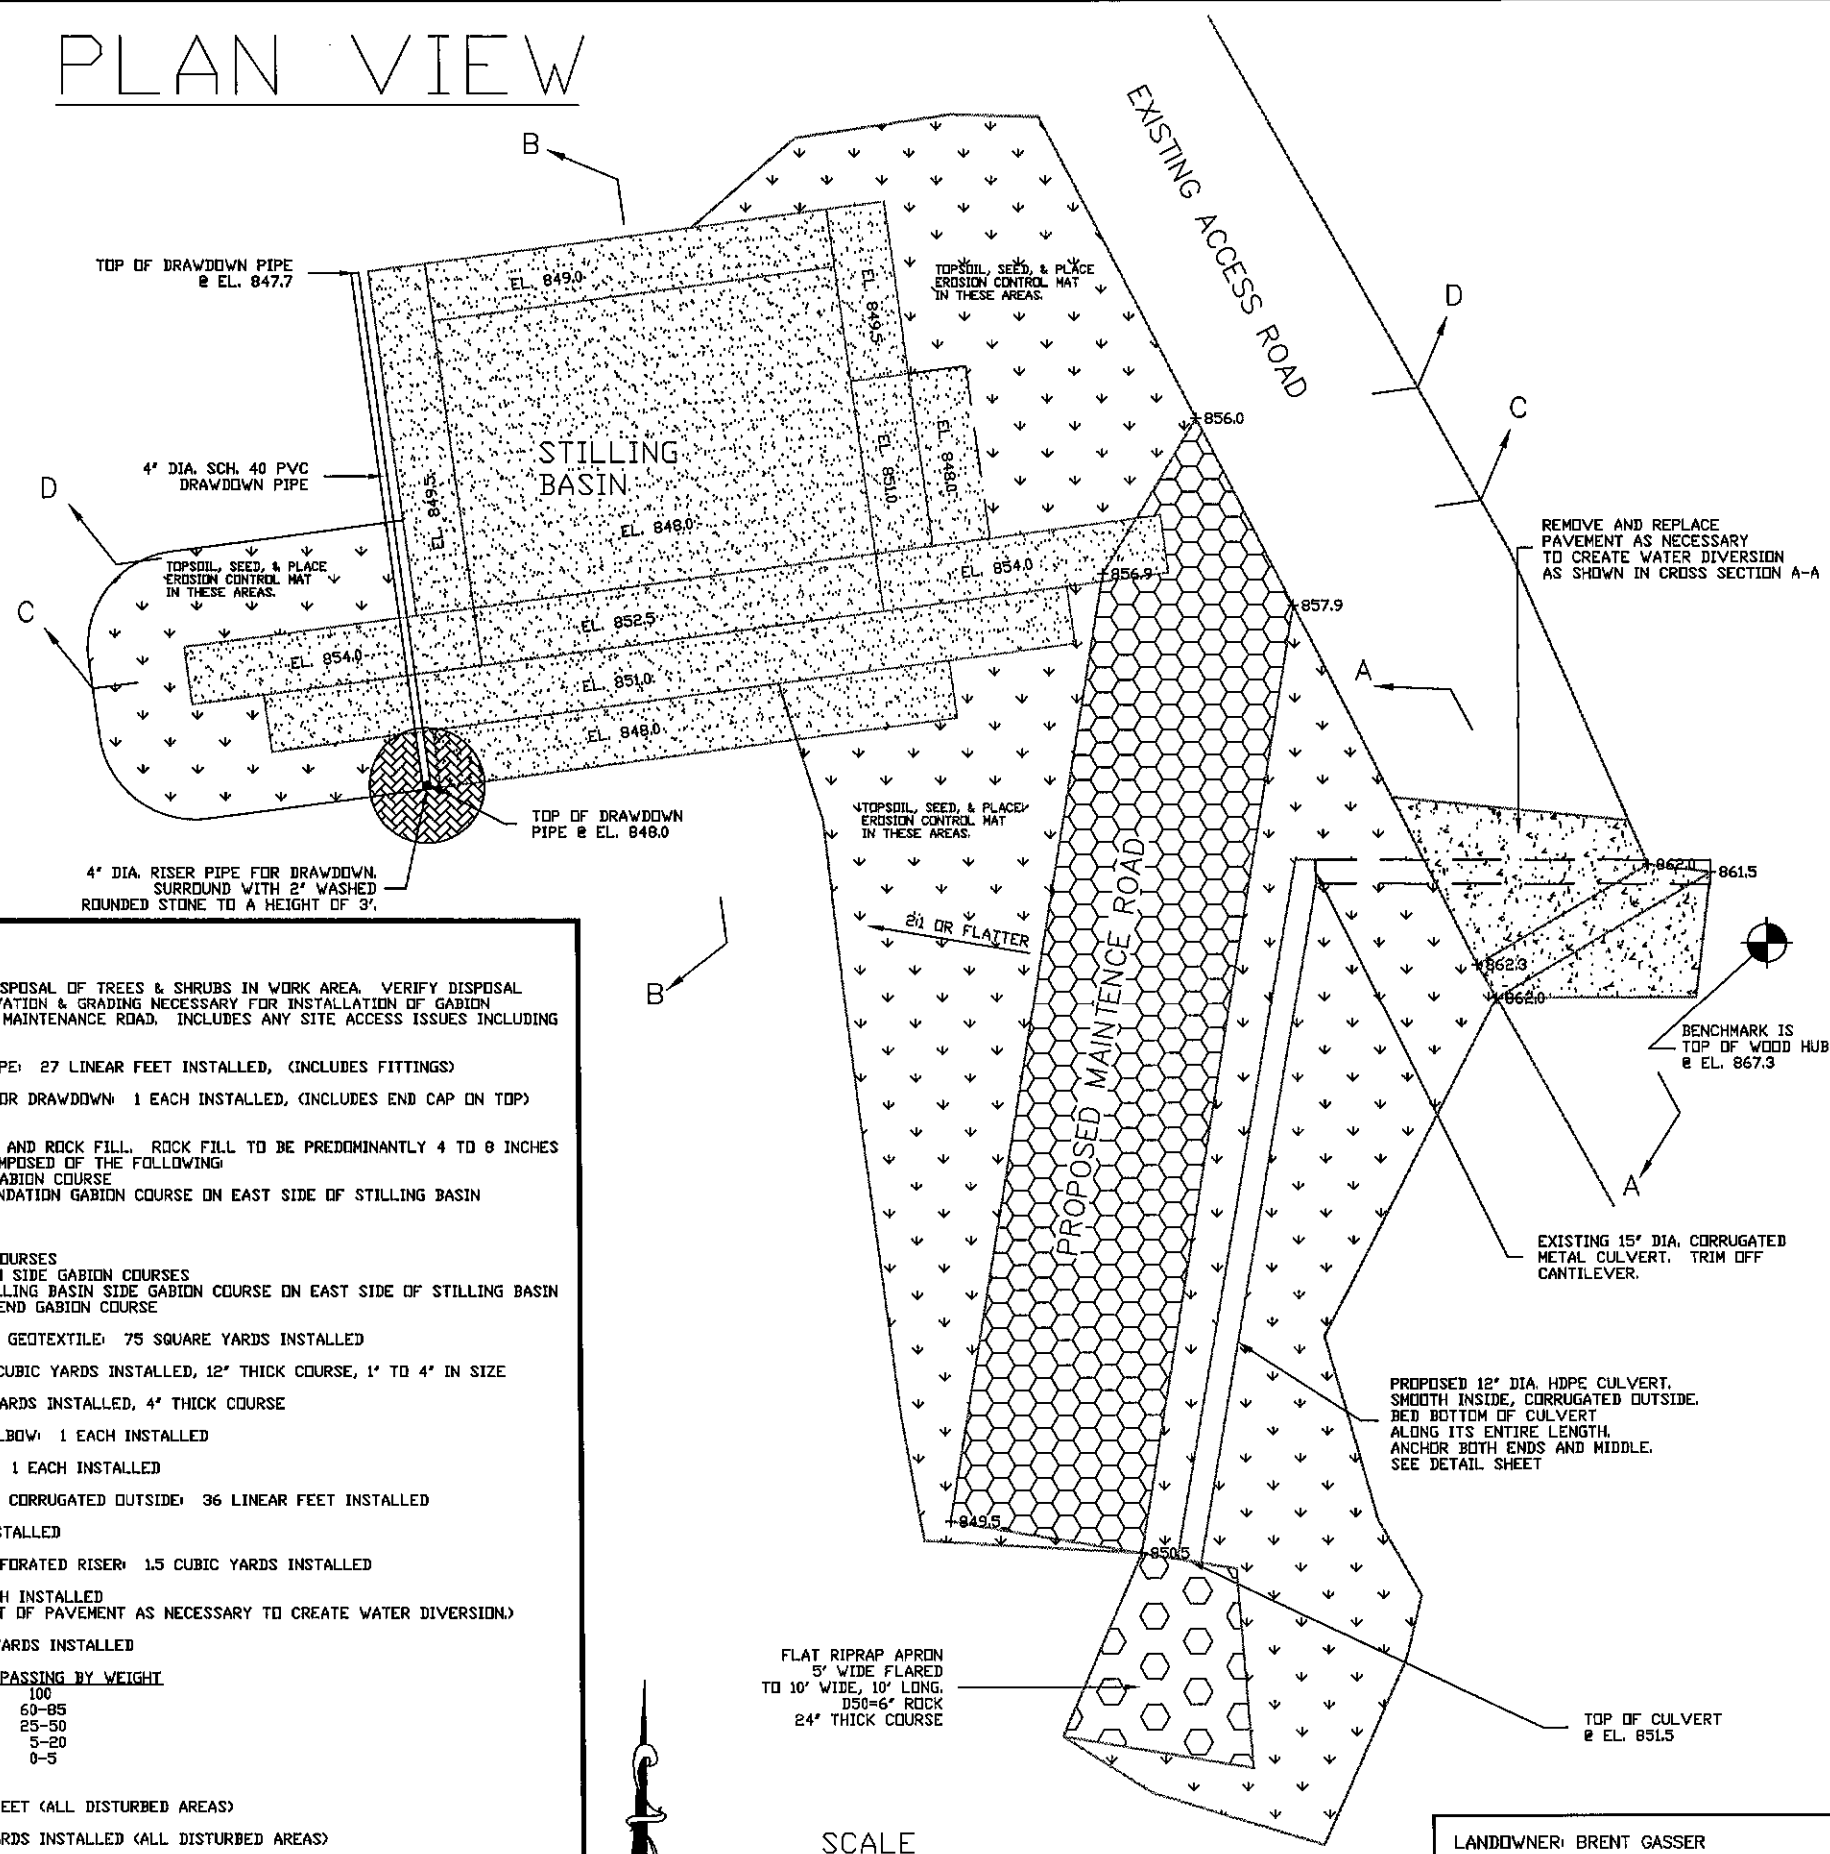 PLAN VIEW
B
EXISTING ACCESS ROAD
TOP OF DRAWDOWN PIPE
@ EL. 847.7
EL. 849.0
TOPSOIL, SEED, & PLACE
EROSION CONTROL MAT
IN THESE AREAS.
EL. 849.5
D
C
856.0
4" DIA. SCH. 40 PVC
DRAWDOWN PIPE
D
STILLING
BASIN
EL. 849.5
EL. 848.0
EL. 851.0
EL. 848.0
REMOVE AND REPLACE
PAVEMENT AS NECESSARY
TO CREATE WATER DIVERSION
AS SHOWN IN CROSS SECTION A-A
TOPSOIL, SEED, & PLACE
EROSION CONTROL MAT
IN THESE AREAS.
C
EL. 854.0
856.9
857.9
EL. 852.5
EL. 854.0
EL. 851.0
EL. 848.0
A
TOP OF DRAWDOWN
PIPE @ EL. 848.0
TOPSOIL, SEED, & PLACE
EROSION CONTROL MAT
IN THESE AREAS.
4" DIA. RISER PIPE FOR DRAWDOWN.
SURROUND WITH 2" WASHED
ROUNDED STONE TO A HEIGHT OF 3'.
862.0
861.5
2:1 OR FLATTER
862.3
862.0
B
PROPOSED MAINTENCE ROAD
BENCHMARK IS
TOP OF WOOD HUB
@ EL. 867.3
A
EXISTING 15" DIA. CORRUGATED
METAL CULVERT. TRIM OFF
CANTILEVER.
PROPOSED 12" DIA. HDPE CULVERT.
SMOOTH INSIDE, CORRUGATED OUTSIDE.
BED BOTTOM OF CULVERT
ALONG ITS ENTIRE LENGTH.
ANCHOR BOTH ENDS AND MIDDLE.
SEE DETAIL SHEET
849.5
850.5
FLAT RIPRAP APRON
5' WIDE FLARED
TO 10' WIDE, 10' LONG.
D50=6" ROCK
24" THICK COURSE
TOP OF CULVERT
@ EL. 851.5
SPOSAL OF TREES & SHRUBS IN WORK AREA. VERIFY DISPOSAL
VATION & GRADING NECESSARY FOR INSTALLATION OF GABION
MAINTENANCE ROAD. INCLUDES ANY SITE ACCESS ISSUES INCLUDING
PE: 27 LINEAR FEET INSTALLED, (INCLUDES FITTINGS)
OR DRAWDOWN: 1 EACH INSTALLED, (INCLUDES END CAP ON TOP)
AND ROCK FILL. ROCK FILL TO BE PREDOMINANTLY 4 TO 8 INCHES
MPOSED OF THE FOLLOWING:
ABION COURSE
NDATION GABION COURSE ON EAST SIDE OF STILLING BASIN
OURSES
SIDE GABION COURSES
LLING BASIN SIDE GABION COURSE ON EAST SIDE OF STILLING BASIN
END GABION COURSE
GEOTEXTILE: 75 SQUARE YARDS INSTALLED
CUBIC YARDS INSTALLED, 12" THICK COURSE, 1" TO 4" IN SIZE
ARDS INSTALLED, 4" THICK COURSE
LBOW: 1 EACH INSTALLED
1 EACH INSTALLED
CORRUGATED OUTSIDE: 36 LINEAR FEET INSTALLED
STALLED
FORATED RISER: 1.5 CUBIC YARDS INSTALLED
H INSTALLED
T OF PAVEMENT AS NECESSARY TO CREATE WATER DIVERSION.)
YARDS INSTALLED
PASSING BY WEIGHT
100
60-85
25-50
5-20
0-5
EET (ALL DISTURBED AREAS)
RDS INSTALLED (ALL DISTURBED AREAS)
SCALE
LANDOWNER: BRENT GASSER